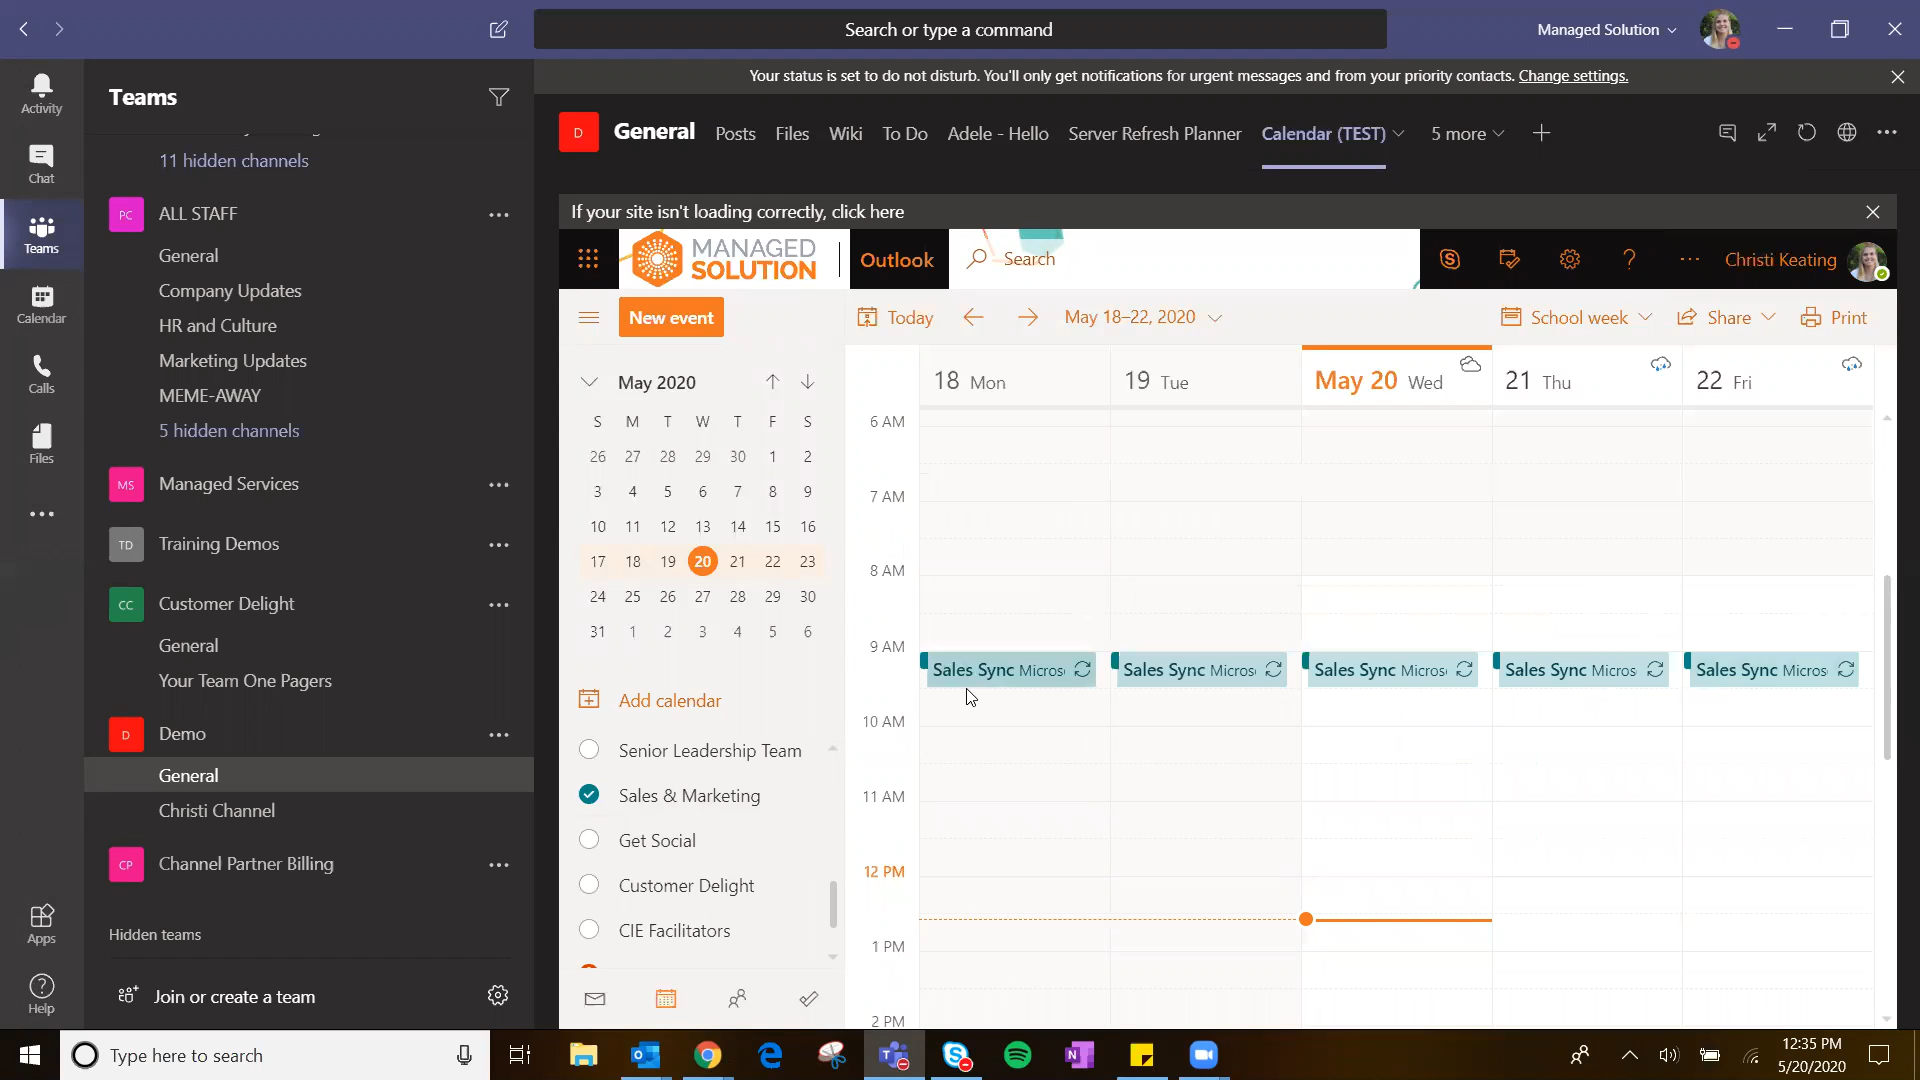 Search or type a command
Managed Solution
Your status is set to do not disturb. You'll only get notifications for urgent messages and from your priority contacts. Change settings.
Activity
Chat
Teams
Calendar
Calls
Files
Apps
Help
Teams
11 hidden channels
PC ALL STAFF
General
Company Updates
HR and Culture
Marketing Updates
MEME-AWAY
5 hidden channels
MS Managed Services
TD Training Demos
CC Customer Delight
General
Your Team One Pagers
D Demo
General
Christi Channel
CP Channel Partner Billing
Hidden teams
Join or create a team
D General Posts Files Wiki To Do Adele - Hello Server Refresh Planner Calendar (TEST) 5 more
If your site isn't loading correctly, click here
MANAGED
SOLUTION
Outlook Search Christi Keating
New event Today May 18–22, 2020 School week Share Print
May 2020
S M T W T F S
26 27 28 29 30 1 2
3 4 5 6 7 8 9
10 11 12 13 14 15 16
17 18 19 20 21 22 23
24 25 26 27 28 29 30
31 1 2 3 4 5 6
Add calendar
Senior Leadership Team
Sales & Marketing
Get Social
Customer Delight
CIE Facilitators
18 Mon 19 Tue May 20 Wed 21 Thu 22 Fri
6 AM
7 AM
8 AM
9 AM
Sales Sync Micros Sales Sync Micros Sales Sync Micros Sales Sync Micros Sales Sync Micros
10 AM
11 AM
12 PM
1 PM
2 PM
Type here to search
12:35 PM
5/20/2020